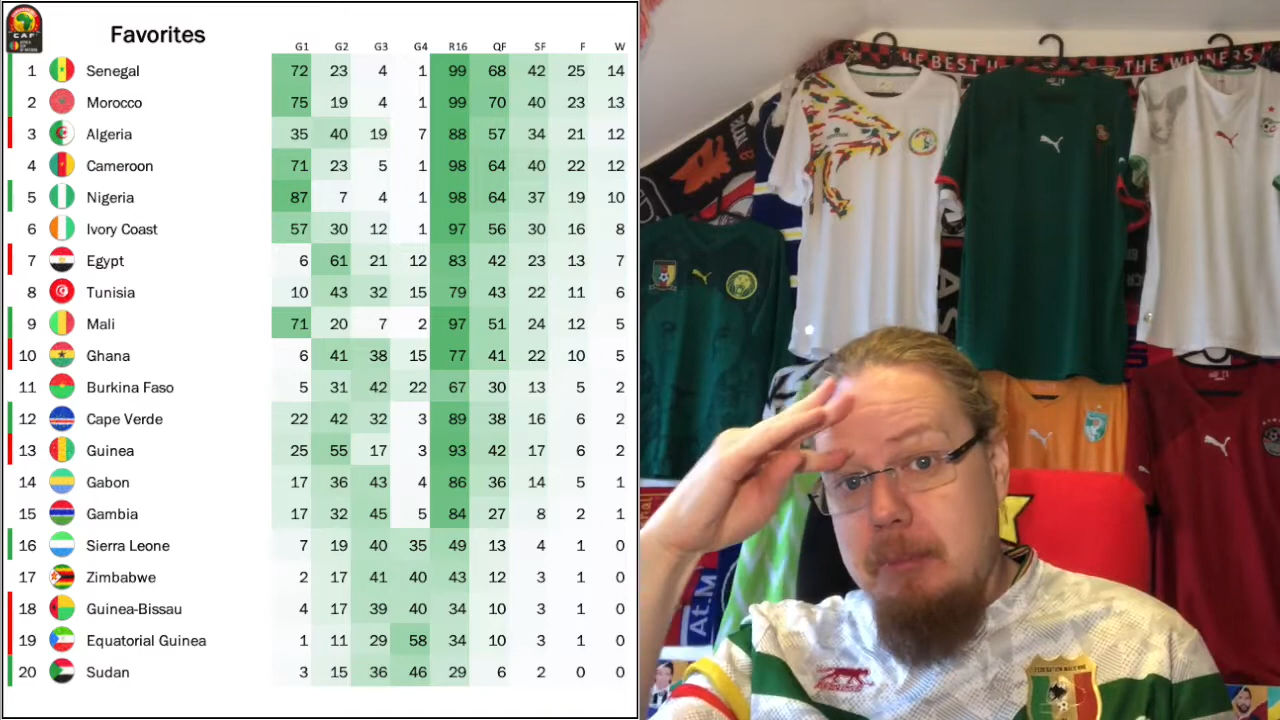 CAF
Favorites
G1 G2 G3 G4 R16 QF SF F W
1 Senegal 72 23 4 1 99 68 42 25 14
2 Morocco 75 19 4 1 99 70 40 23 13
3 Algeria 35 40 19 7 88 57 34 21 12
4 Cameroon 71 23 5 1 98 64 40 22 12
5 Nigeria 87 7 4 1 98 64 37 19 10
6 Ivory Coast 57 30 12 1 97 56 30 16 8
7 Egypt 6 61 21 12 83 42 23 13 7
8 Tunisia 10 43 32 15 79 43 22 11 6
9 Mali 71 20 7 2 97 51 24 12 5
10 Ghana 6 41 38 15 77 41 22 10 5
11 Burkina Faso 5 31 42 22 67 30 13 5 2
12 Cape Verde 22 42 32 3 89 38 16 6 2
13 Guinea 25 55 17 3 93 42 17 6 2
14 Gabon 17 36 43 4 86 36 14 5 1
15 Gambia 17 32 45 5 84 27 8 2 1
16 Sierra Leone 7 19 40 35 49 13 4 1 0
17 Zimbabwe 2 17 41 40 43 12 3 1 0
18 Guinea-Bissau 4 17 39 40 34 10 3 1 0
19 Equatorial Guinea 1 11 29 58 34 10 3 1 0
20 Sudan 3 15 36 46 29 6 2 0 0
THE BEST
THE WINNERS
At.M